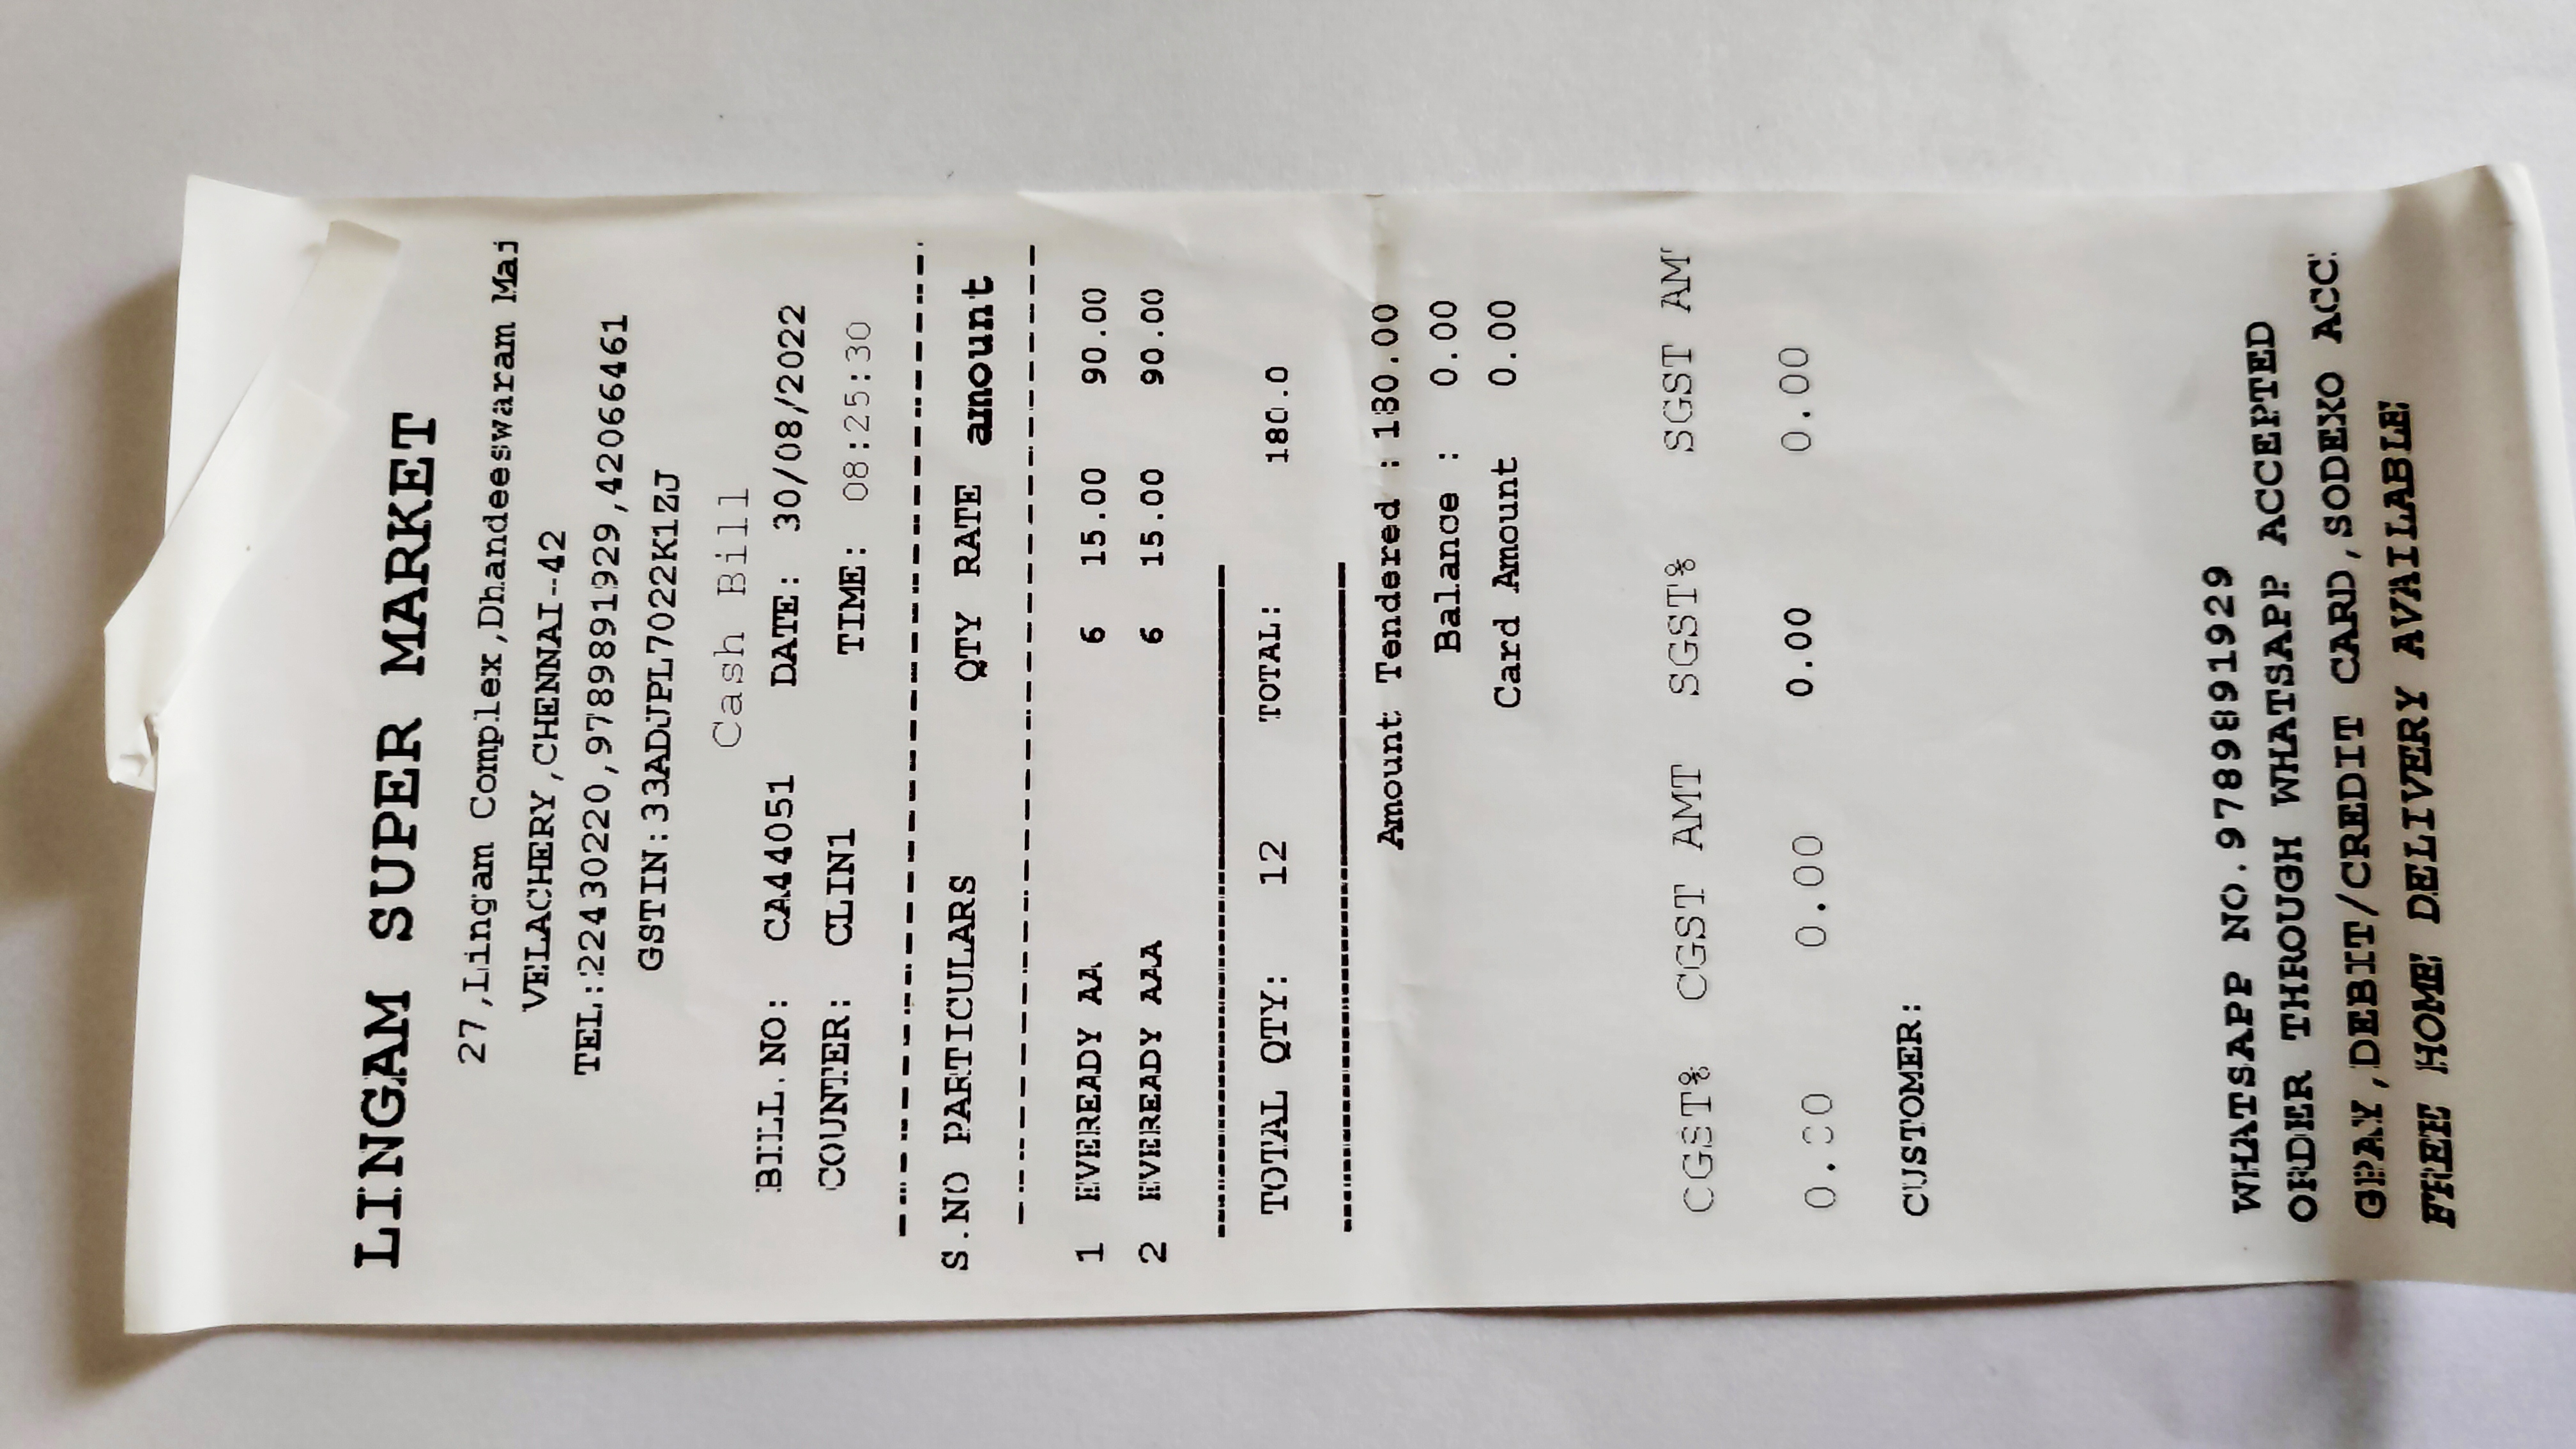 LINGAM SUPER MARKET
27,Lingam Complex,Dhandeeswaram Mai
VELACHERY,CHENNAI-42
TEL:22430220,9789891929,42066461
GSTIN:33ADJPL7022K1ZJ
Cash Bill
BILL.NO: CA44051 DATE: 30/08/2022
COUNTER: CLIN1 TIME: 08:25:30
S.NO PARTICULARS QTY RATE amount
1 EVEREADY AA 6 15.00 90.00
2 EVEREADY AAA 6 15.00 90.00
TOTAL QTY: 12 TOTAL: 180.0
Amount Tendered : 180.00
Balance : 0.00
Card Amount 0.00
CGST% CGST AMT SGST% SGST AM
0.00 0.00 0.00 0.00
CUSTOMER:
WHATSAPP NO.9789891929
ORDER THROUGH WHATSAPP ACCEPTED
GPAY,DEBIT/CREDIT CARD,SODEXO ACC
FREE HOME DELIVERY AVAILABLE